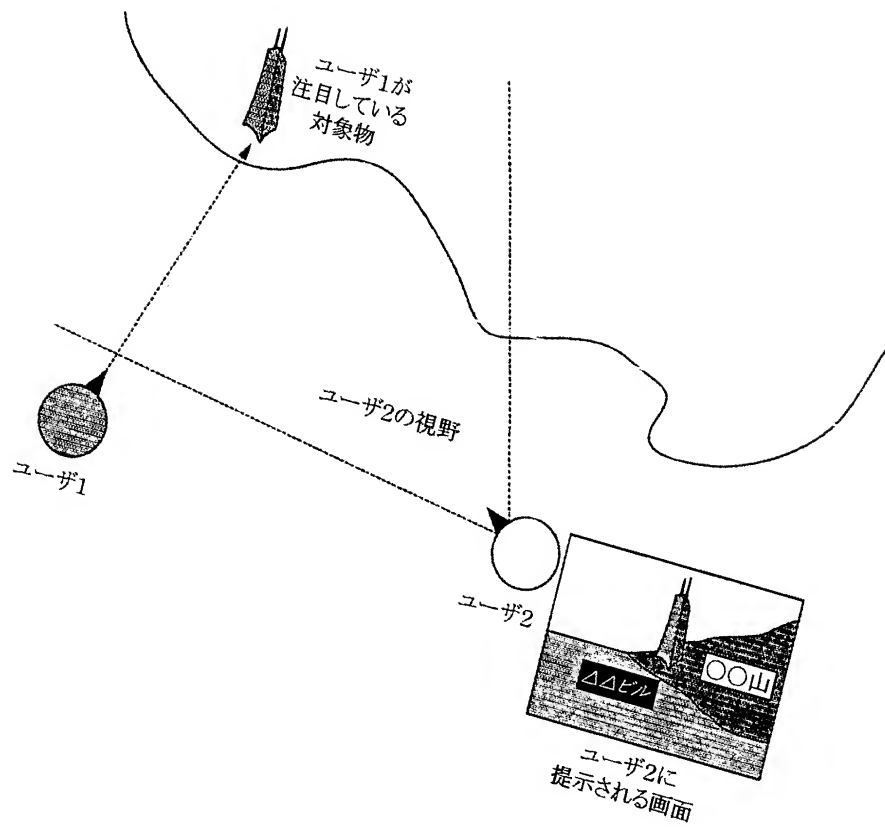 ユーザ1が
注目している
対象物
ユーザ2の視野
ユーザ1
ユーザ2
○○山
△△ビル
ユーザ2に
提示される画面